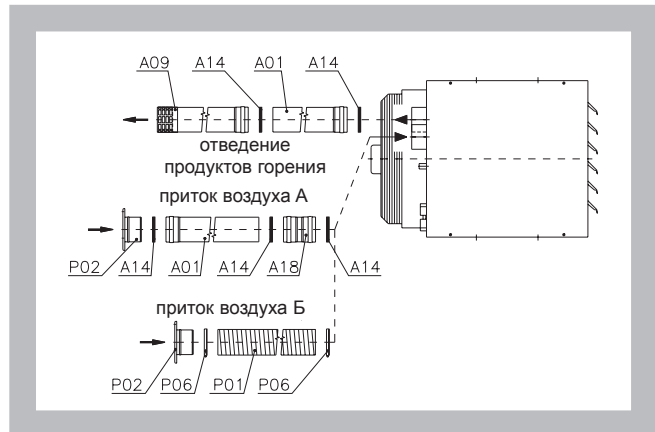 A09 A14 A01 A14
отведение
продуктов горения
приток воздуха А
P02 A14 A01 A14 A18 A14
приток воздуха Б
P02 P06 P01 P06